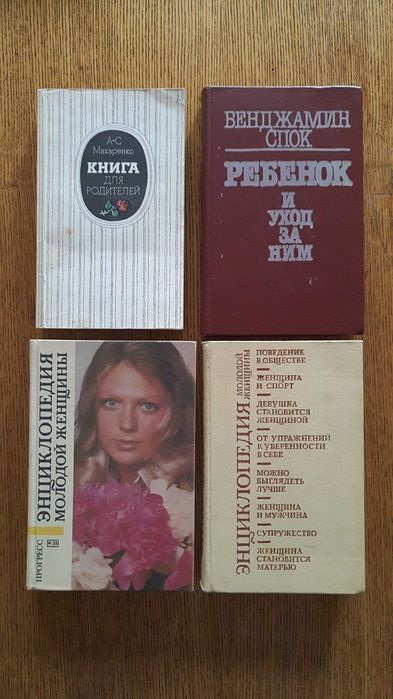 А·С
Макаренко
КНИГА
ДЛЯ
РОДИТЕЛЕЙ
БЕНДЖАМИН
СПОК
РЕБЕНОК
И
УХОД
ЗА
НИМ
ЭНЦИКЛОПЕДИЯ
МОЛОДОЙ ЖЕНЩИНЫ
ПРОГРЕСС
ЭНЦИКЛОПЕДИЯ
МОЛОДОЙ
ЖЕНЩИНЫ
ПОВЕДЕНИЕ
В ОБЩЕСТВЕ
ЖЕНЩИНА
И СПОРТ
ДЕВУШКА
СТАНОВИТСЯ
ЖЕНЩИНОЙ
ОТ УПРАЖНЕНИЙ
К УВЕРЕННОСТИ
В СЕБЕ
МОЖНО
ВЫГЛЯДЕТЬ
ЛУЧШЕ
ЖЕНЩИНА
И МУЖЧИНА
СУПРУЖЕСТВО
ЖЕНЩИНА
СТАНОВИТСЯ
МАТЕРЬЮ